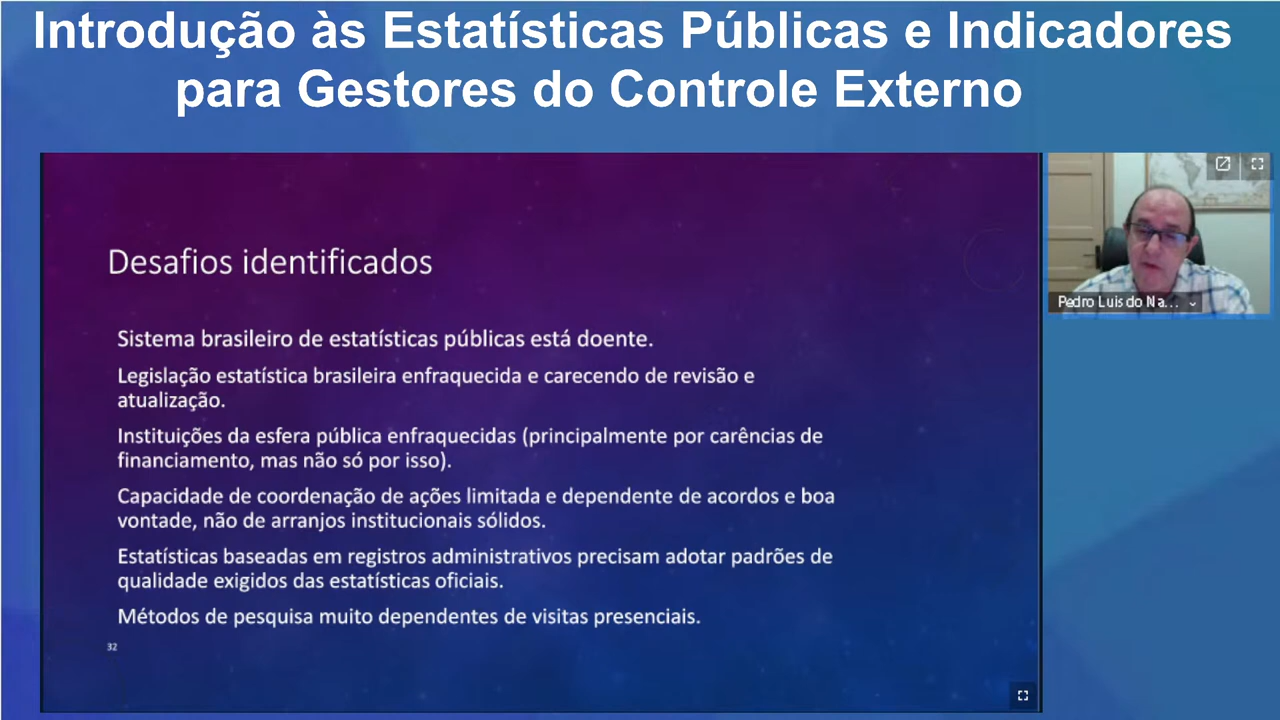 Introdução às Estatísticas Públicas e Indicadores
para Gestores do Controle Externo
Desafios identificados
Sistema brasileiro de estatísticas públicas está doente.
Legislação estatística brasileira enfraquecida e carecendo de revisão e
atualização.
Instituições da esfera pública enfraquecidas (principalmente por carências de
financiamento, mas não só por isso).
Capacidade de coordenação de ações limitada e dependente de acordos e boa
vontade, não de arranjos institucionais sólidos.
Estatísticas baseadas em registros administrativos precisam adotar padrões de
qualidade exigidos das estatísticas oficiais.
Métodos de pesquisa muito dependentes de visitas presenciais.
32
Pedro Luis do Na...